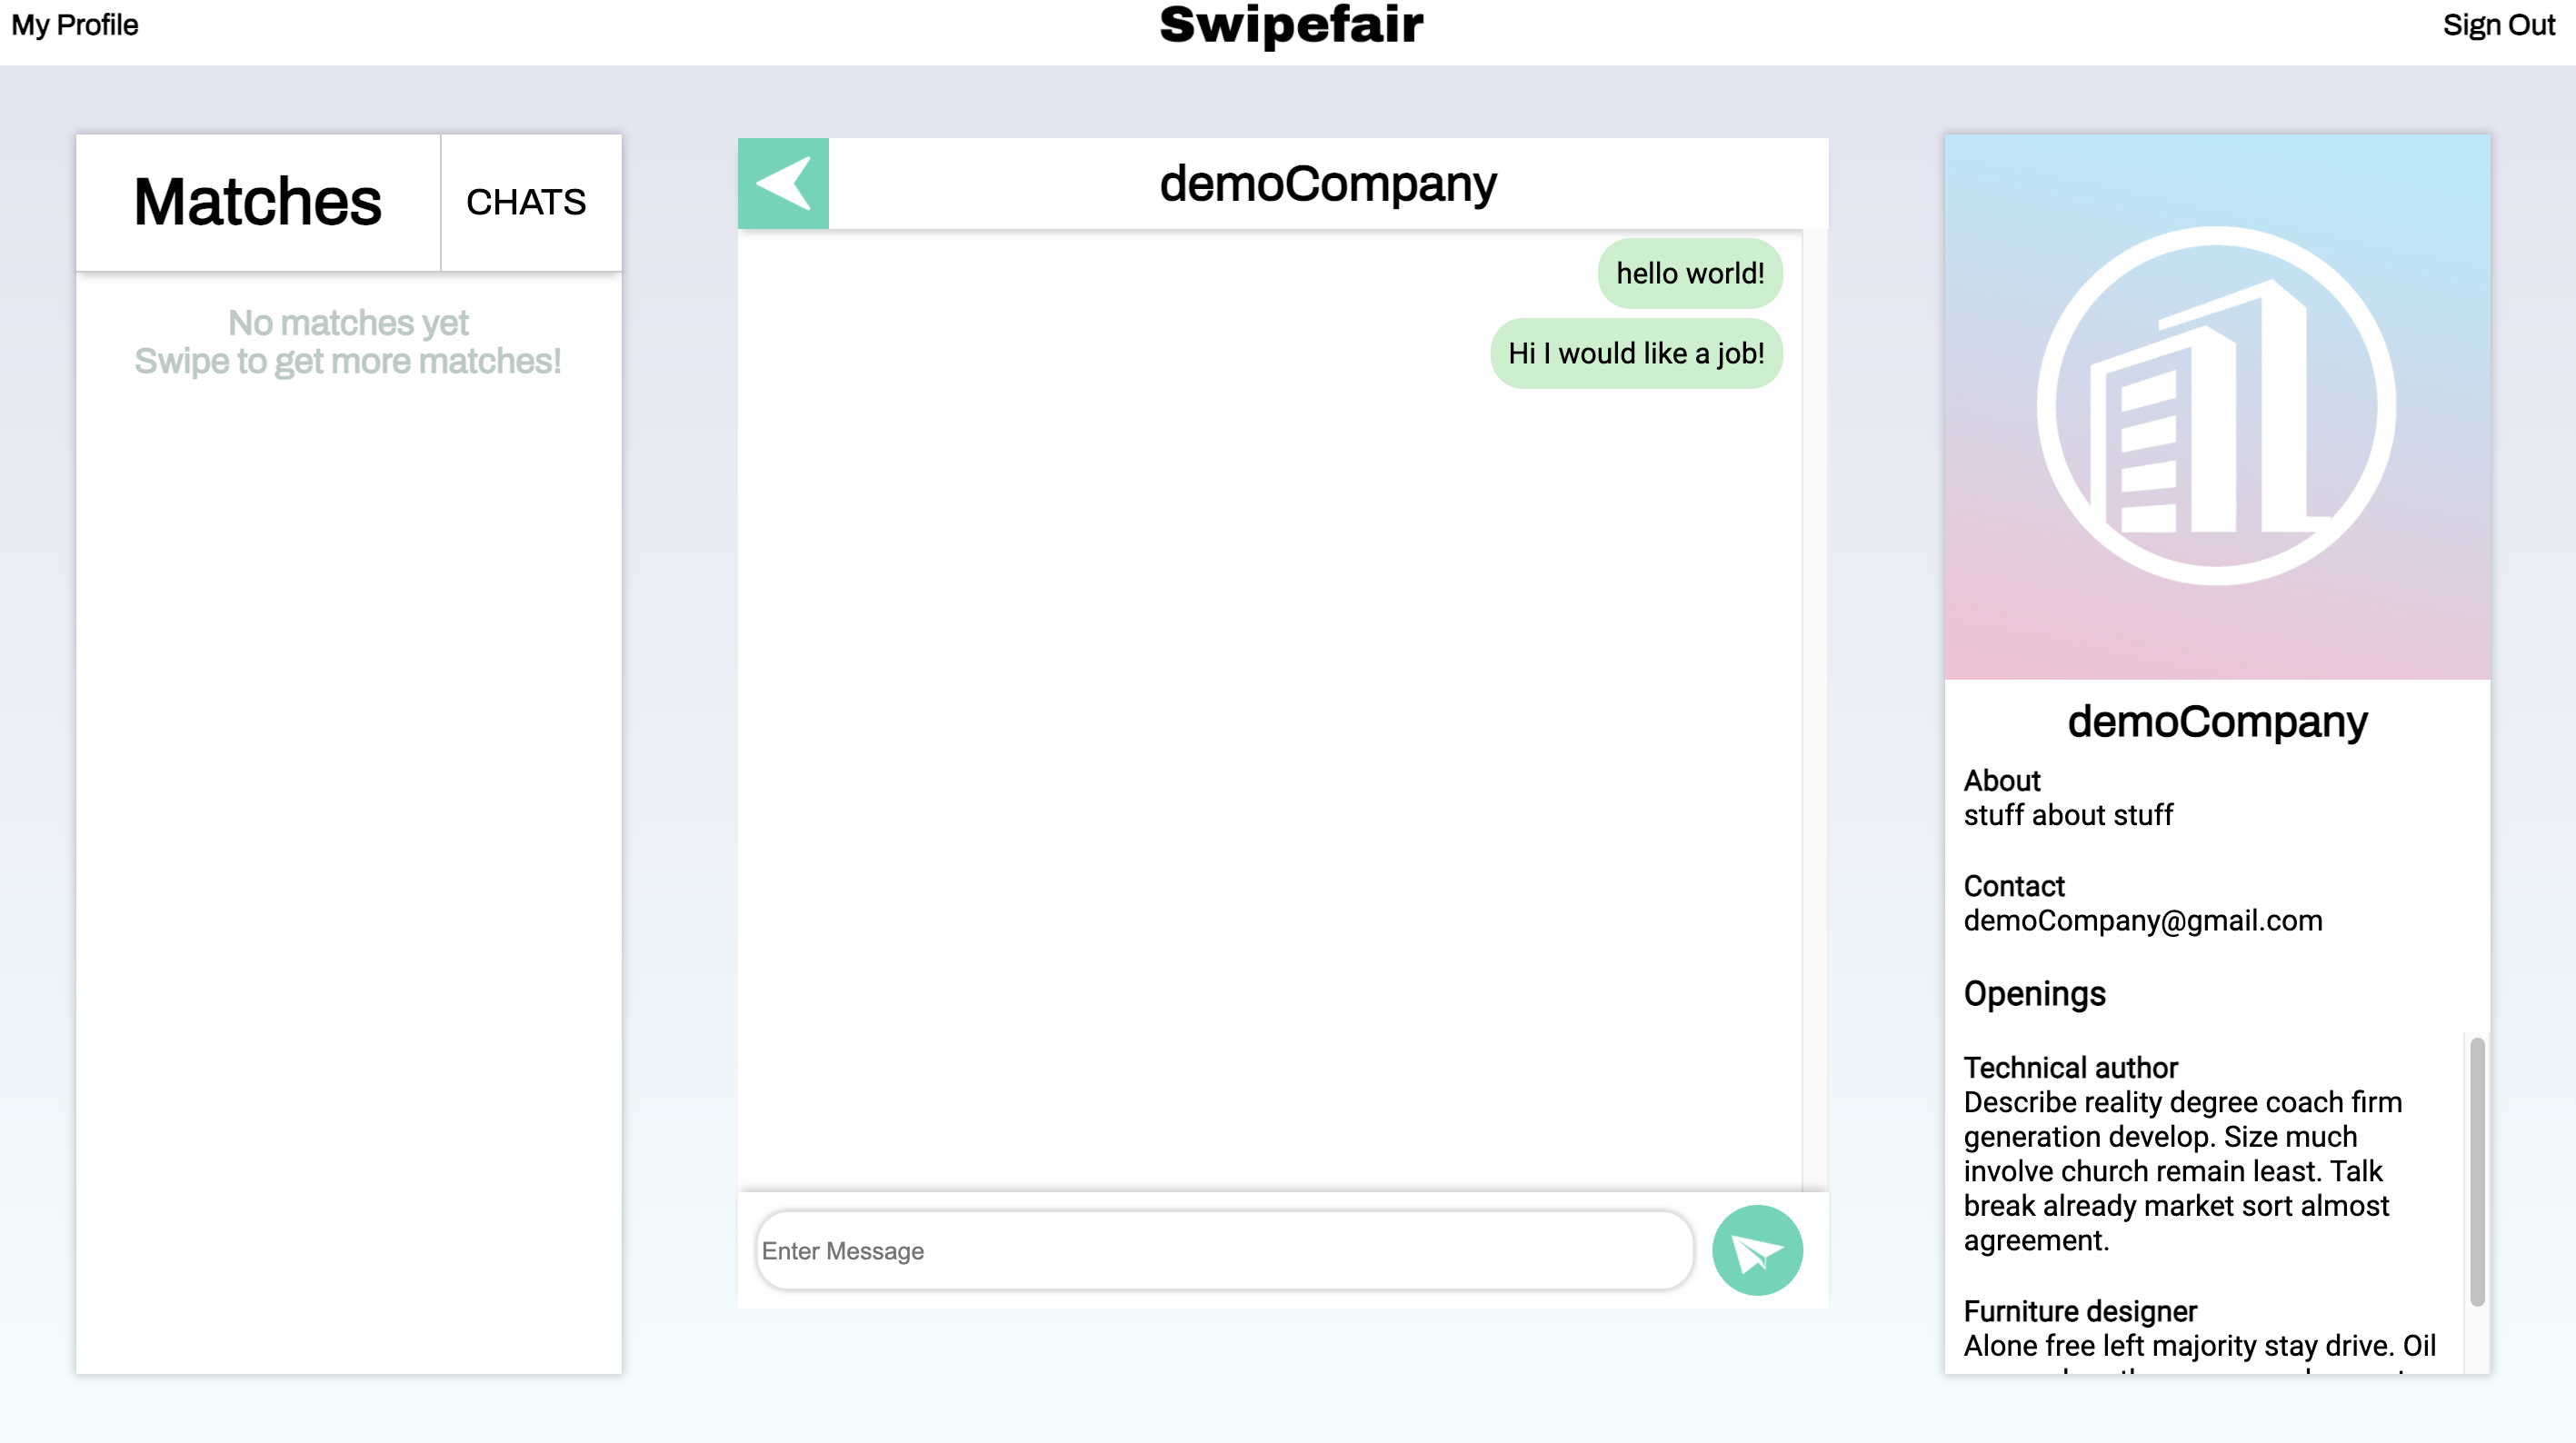 My Profile
Swipefair
Sign Out
Matches
CHATS
No matches yet
Swipe to get more matches!
demoCompany
hello world!
Hi I would like a job!
Enter Message
demoCompany
About
stuff about stuff
Contact
demoCompany@gmail.com
Openings
Technical author
Describe reality degree coach firm
generation develop. Size much
involve church remain least. Talk
break already market sort almost
agreement.
Furniture designer
Alone free left majority stay drive. Oil